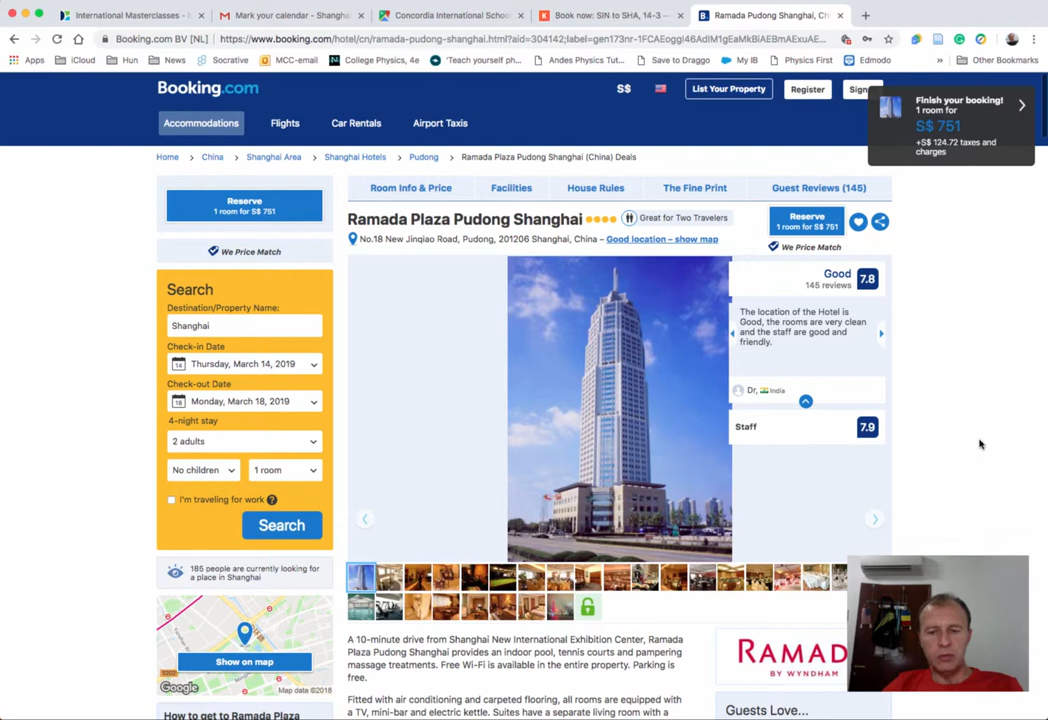 International Masterclasses - h
Mark your calendar - Shanghai
Concordia International Schoo
Book now: SIN to SHA, 14-3 —
Ramada Plaza Pudong Shanghai, Ch
Booking.com BV [NL]
https://www.booking.com/hotel/cn/ramada-pudong-shanghai.html?aid=304142;label=gen173nr-1FCAEoggI46AdIM1gEaMkBiAEBmAExuAE...
Apps
iCloud
Hun
News
Socrative
MCC-email
College Physics, 4e
'Teach yourself ph...
Andes Physics Tut...
Save to Draggo
My IB
Physics First
Edmodo
»
Other Bookmarks
Booking.com
S$
List Your Property
Register
Sign
Finish your booking!
1 room for
S$ 751
+S$ 124.72 taxes and
charges
Accommodations
Flights
Car Rentals
Airport Taxis
Home
China
Shanghai Area
Shanghai Hotels
Pudong
Ramada Plaza Pudong Shanghai (China) Deals
Reserve
1 room for S$ 751
We Price Match
Room Info & Price
Facilities
House Rules
The Fine Print
Guest Reviews (145)
Ramada Plaza Pudong Shanghai
Great for Two Travelers
Reserve
1 room for S$ 751
No.18 New Jinqiao Road, Pudong, 201206 Shanghai, China – Good location – show map
We Price Match
Search
Destination/Property Name:
Shanghai
Check-in Date
14
Thursday, March 14, 2019
Check-out Date
18
Monday, March 18, 2019
4-night stay
2 adults
No children
1 room
I'm traveling for work
Search
Good
145 reviews
7.8
The location of the Hotel is
Good, the rooms are very clean
and the staff are good and
friendly.
Dr, India
Staff
7.9
185 people are currently looking for
a place in Shanghai
Show on map
Google
Map data ©2018
How to get to Ramada Plaza
A 10-minute drive from Shanghai New International Exhibition Center, Ramada
Plaza Pudong Shanghai provides an indoor pool, tennis courts and pampering
massage treatments. Free Wi-Fi is available in the entire property. Parking is
free.
Fitted with air conditioning and carpeted flooring, all rooms are equipped with
a TV, mini-bar and electric kettle. Suites have a separate living room with a
RAMAD
BY WYNDHAM
Guests Love...